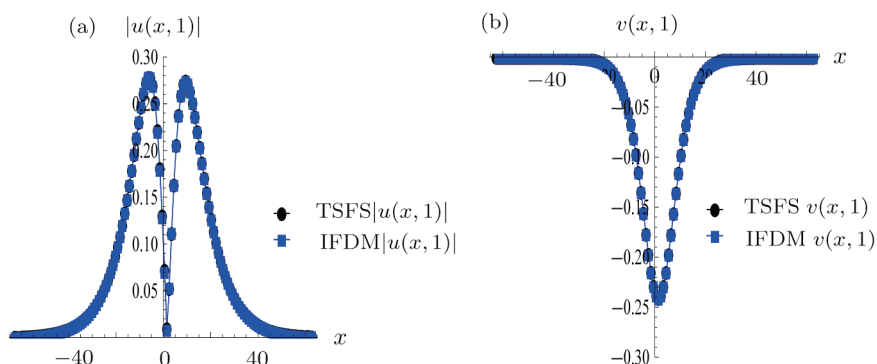 (a) |u(x, 1)|
0.30
0.25
0.20
0.15
0.10
0.05
TSFS|u(x, 1)|
IFDM|u(x, 1)|
−40 0 40 x
(b) v(x, 1)
x
−40 −20 0 20 40
−0.05
−0.10
−0.15
−0.20
−0.25
−0.30
TSFS v(x, 1)
IFDM v(x, 1)